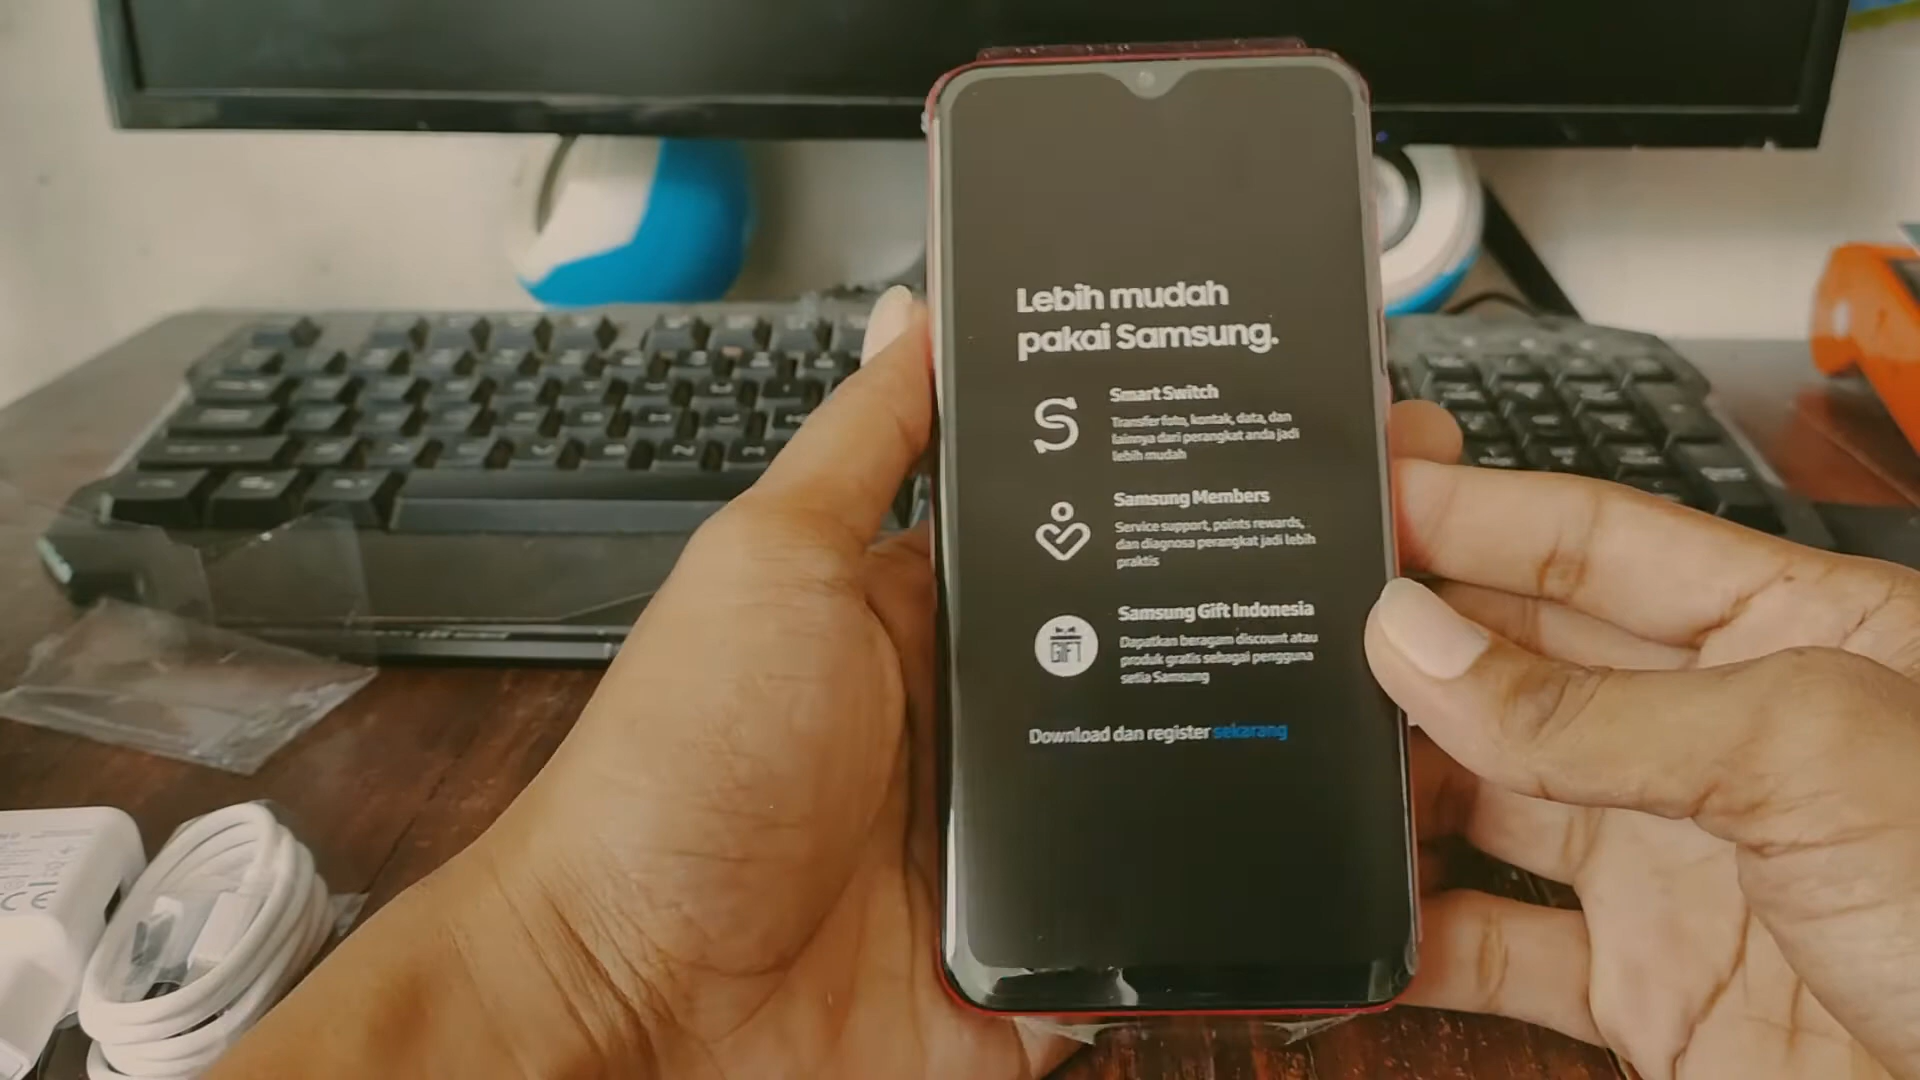 Lebih mudah
pakai Samsung.
Smart Switch
Transfer foto, kontak, data, dan
lainnya dari perangkat anda jadi
lebih mudah
Samsung Members
Service support, points rewards,
dan diagnosa perangkat jadi lebih
praktis
Samsung Gift Indonesia
GIFT
Dapatkan beragam discount atau
produk gratis sebagai pengguna
setia Samsung
Download dan register sekarang